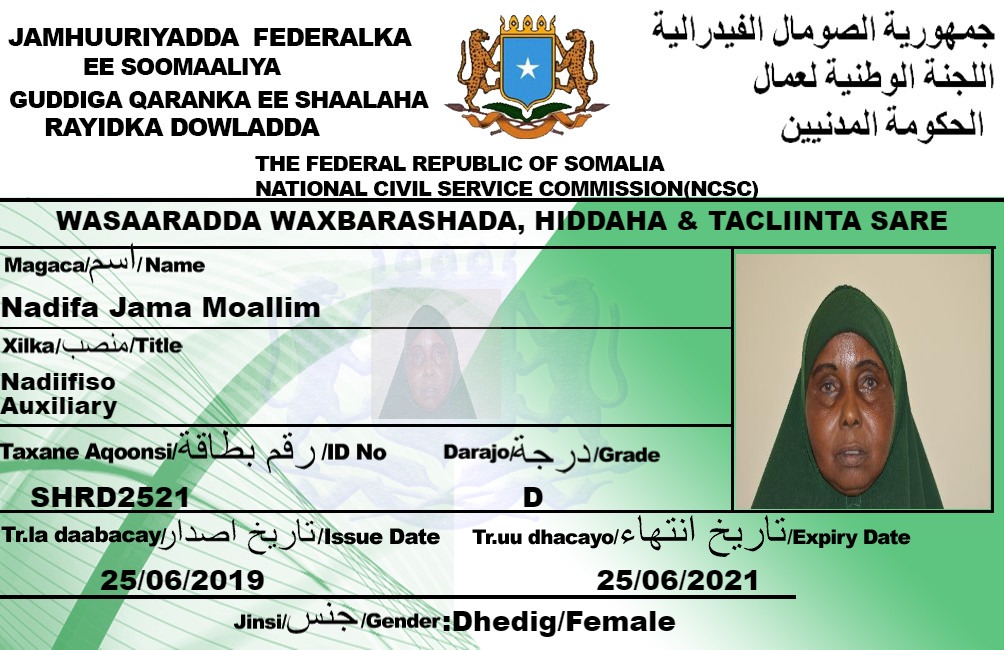 JAMHUURIYADDA FEDERALKA
EE SOOMAALIYA
GUDDIGA QARANKA EE SHAALAHA
RAYIDKA DOWLADDA
جمهورية الصومال الفيدرالية
اللجنة الوطنية لعمال
الحكومة المدنيين
THE FEDERAL REPUBLIC OF SOMALIA
NATIONAL CIVIL SERVICE COMMISSION(NCSC)
WASAARADDA WAXBARASHADA, HIDDAHA & TACLIINTA SARE
Magaca/اسم/Name
Nadifa Jama Moallim
Xilka/منصب/Title
Nadiifiso
Auxiliary
Taxane Aqoonsi/رقم بطاقة/ID No
SHRD2521
Darajo/درجة/Grade
D
Tr.la daabacay/تاريخ اصدار/Issue Date
25/06/2019
Tr.uu dhacayo/تاريخ انتهاء/Expiry Date
25/06/2021
Jinsi/جنس/Gender:Dhedig/Female